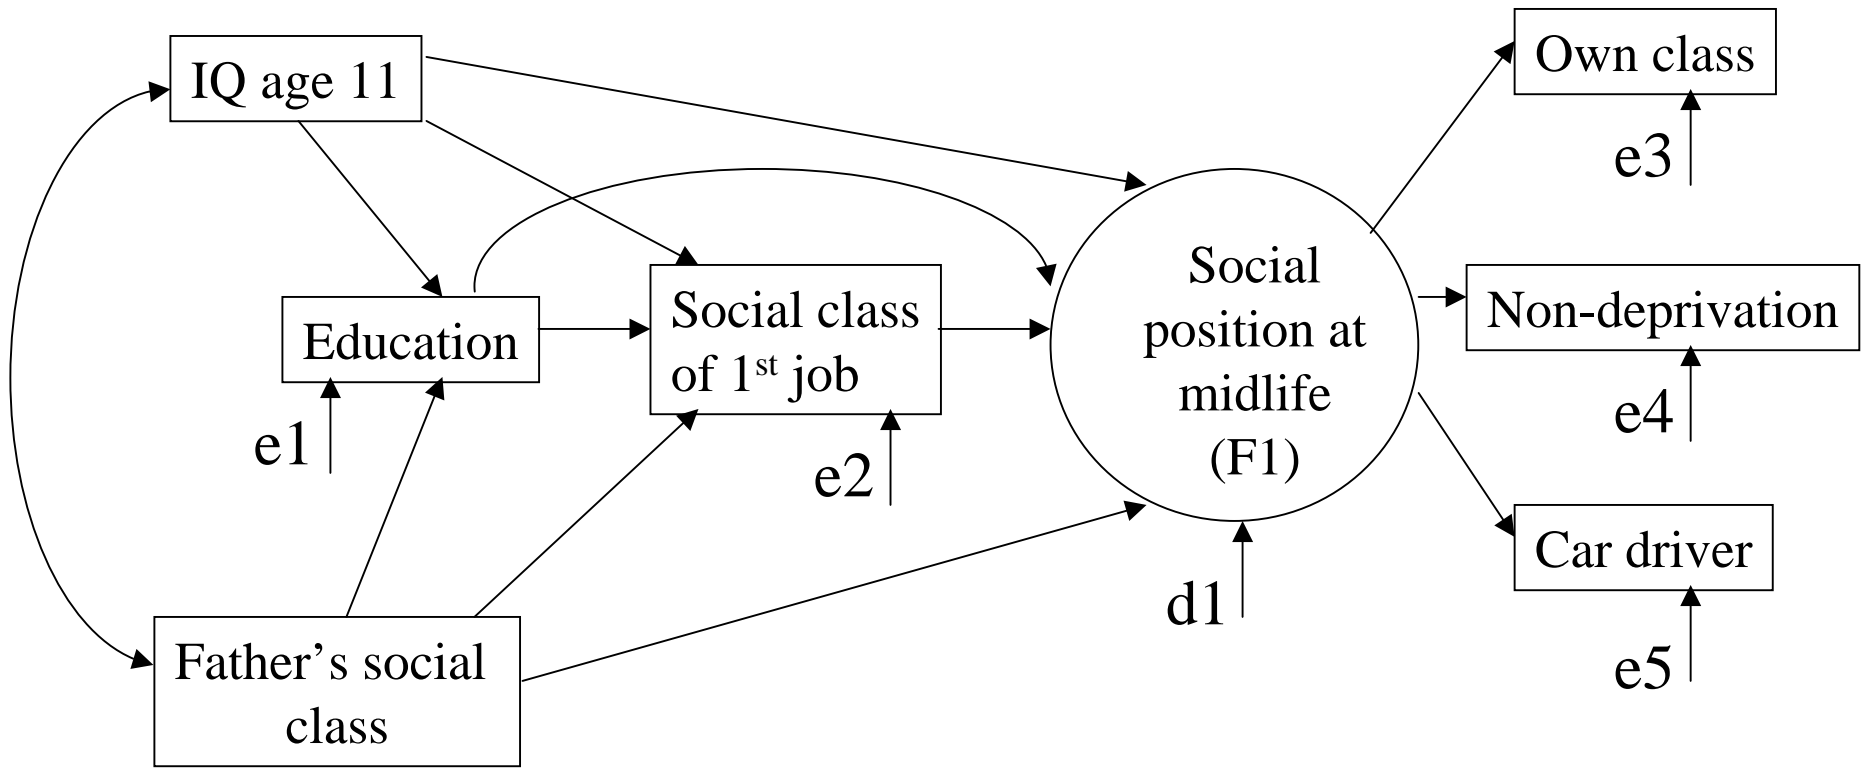 IQ age 11
Own class
e3
Social
position at
midlife
(F1)
Social class
of 1st job
Non-deprivation
Education
e4
e1
e2
Car driver
d1
e5
Father’s social
class